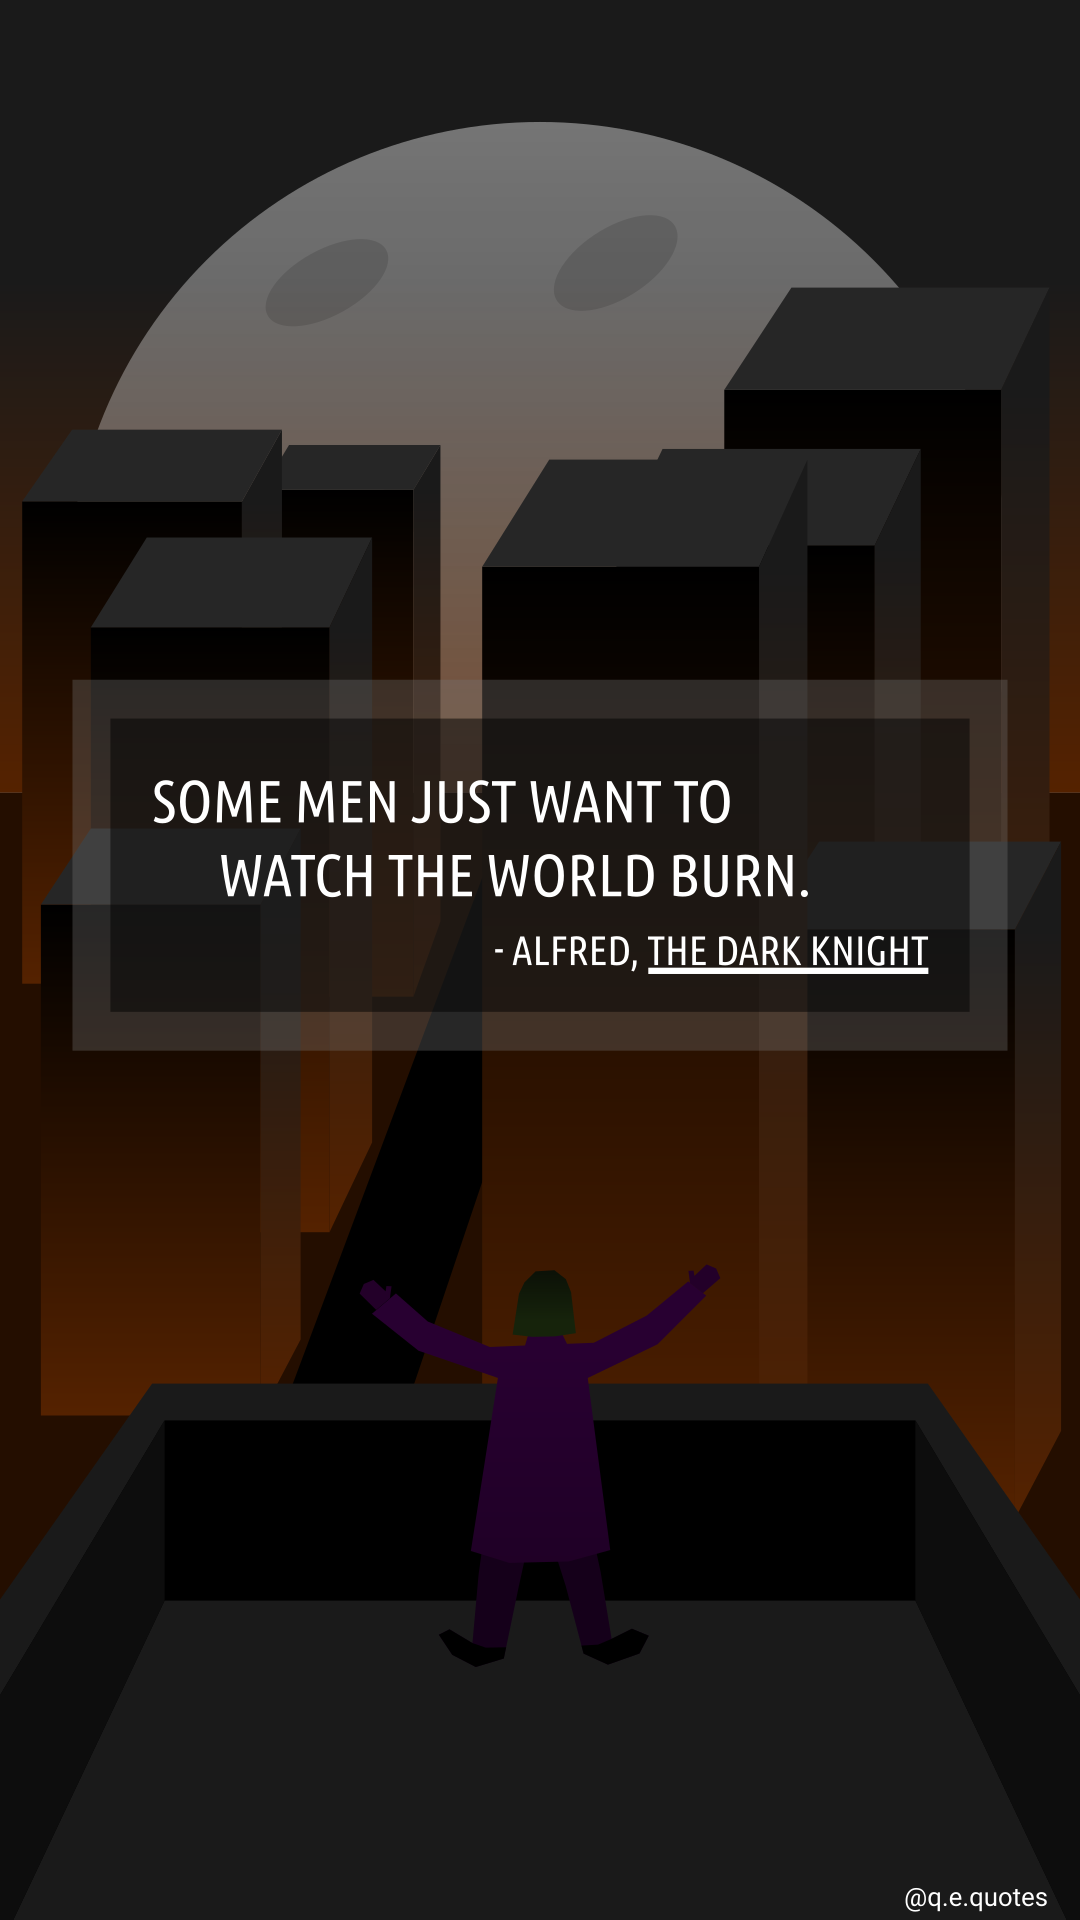 SOME MEN JUST WANT TO
WATCH THE WORLD BURN.
- ALFRED, THE DARK KNIGHT
@q.e.quotes